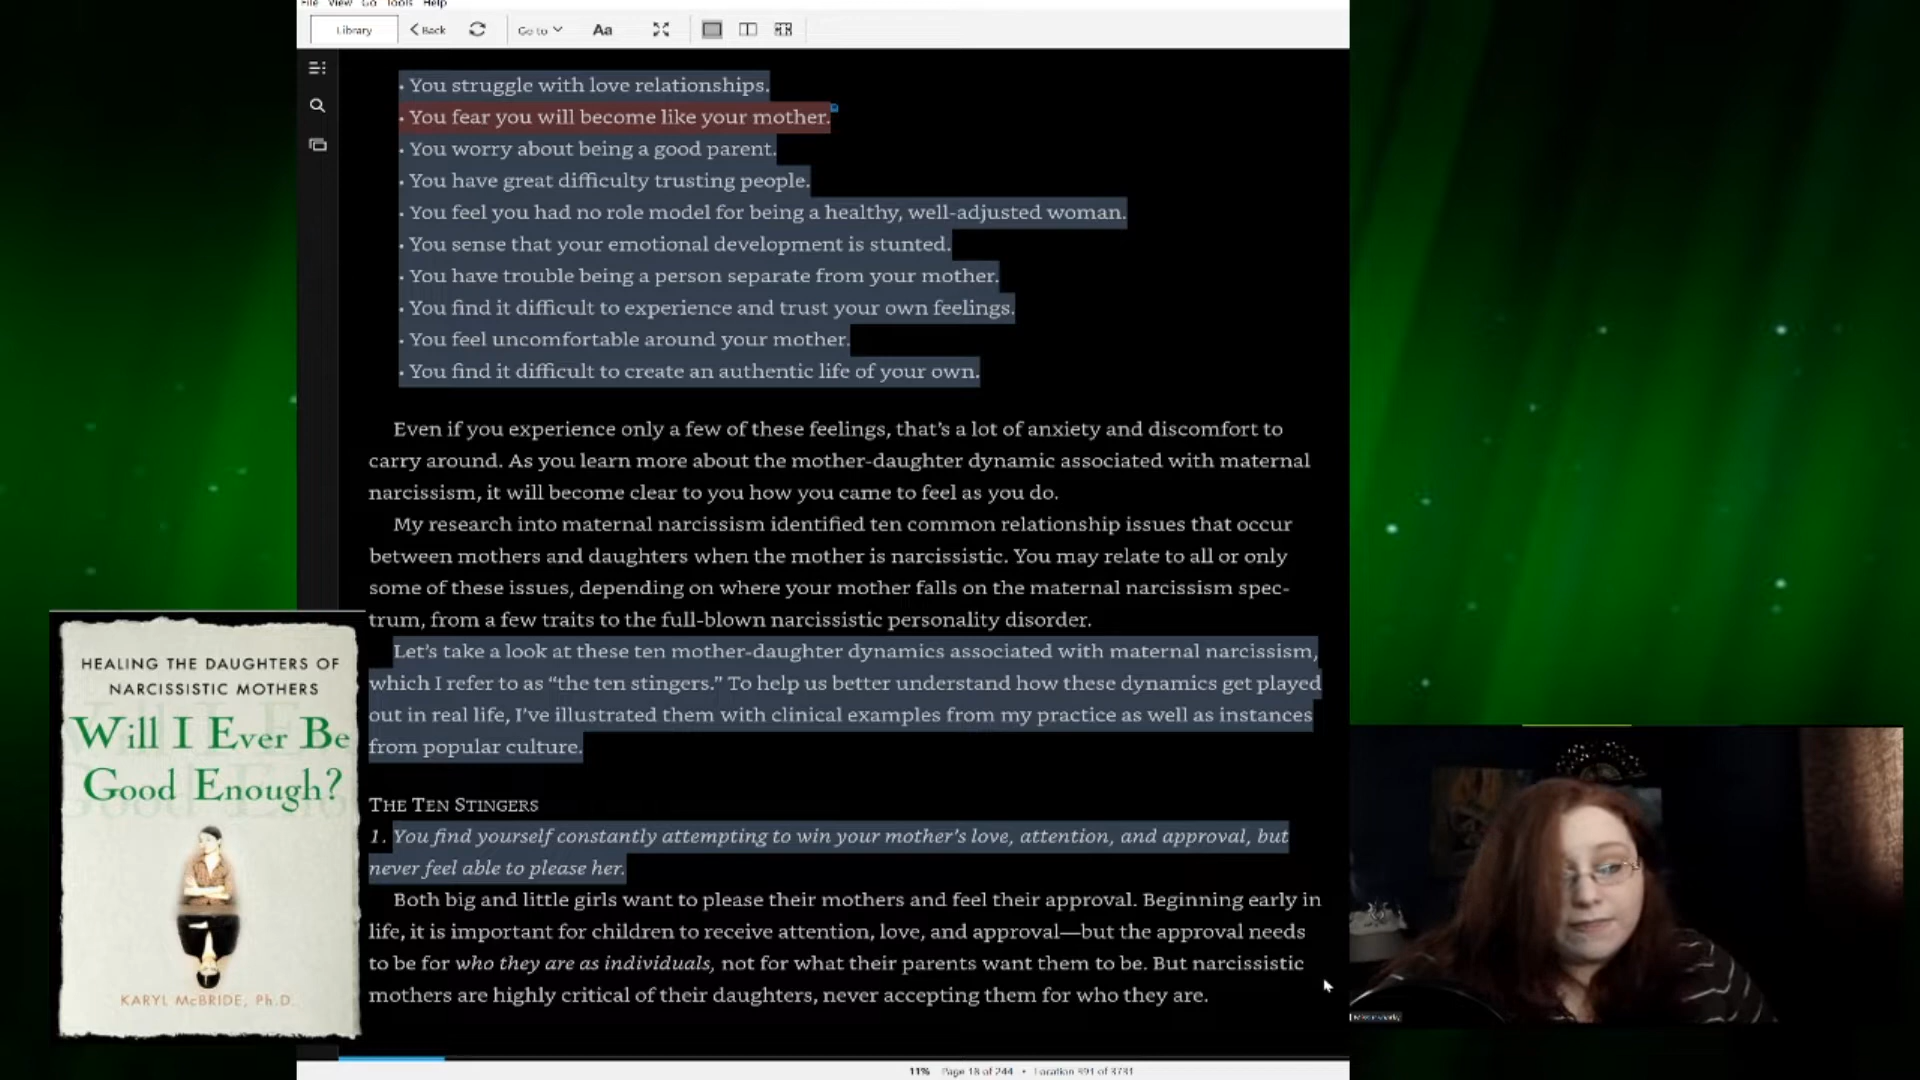 File View Go Tools Help
Library Back Go to Aa
• You struggle with love relationships.
• You fear you will become like your mother.
• You worry about being a good parent.
• You have great difficulty trusting people.
• You feel you had no role model for being a healthy, well-adjusted woman.
• You sense that your emotional development is stunted.
• You have trouble being a person separate from your mother.
• You find it difficult to experience and trust your own feelings.
• You feel uncomfortable around your mother.
• You find it difficult to create an authentic life of your own.
Even if you experience only a few of these feelings, that’s a lot of anxiety and discomfort to
carry around. As you learn more about the mother-daughter dynamic associated with maternal
narcissism, it will become clear to you how you came to feel as you do.
My research into maternal narcissism identified ten common relationship issues that occur
between mothers and daughters when the mother is narcissistic. You may relate to all or only
some of these issues, depending on where your mother falls on the maternal narcissism spec-
trum, from a few traits to the full-blown narcissistic personality disorder.
Let’s take a look at these ten mother-daughter dynamics associated with maternal narcissism,
which I refer to as “the ten stingers.” To help us better understand how these dynamics get played
out in real life, I’ve illustrated them with clinical examples from my practice as well as instances
from popular culture.
The Ten Stingers
1. You find yourself constantly attempting to win your mother’s love, attention, and approval, but
never feel able to please her.
Both big and little girls want to please their mothers and feel their approval. Beginning early in
life, it is important for children to receive attention, love, and approval—but the approval needs
to be for who they are as individuals, not for what their parents want them to be. But narcissistic
mothers are highly critical of their daughters, never accepting them for who they are.
11% Page 18 of 244 • Location 391 of 3731
HEALING THE DAUGHTERS OF
NARCISSISTIC MOTHERS
Will I Ever Be
Good Enough?
KARYL McBRIDE, Ph.D.